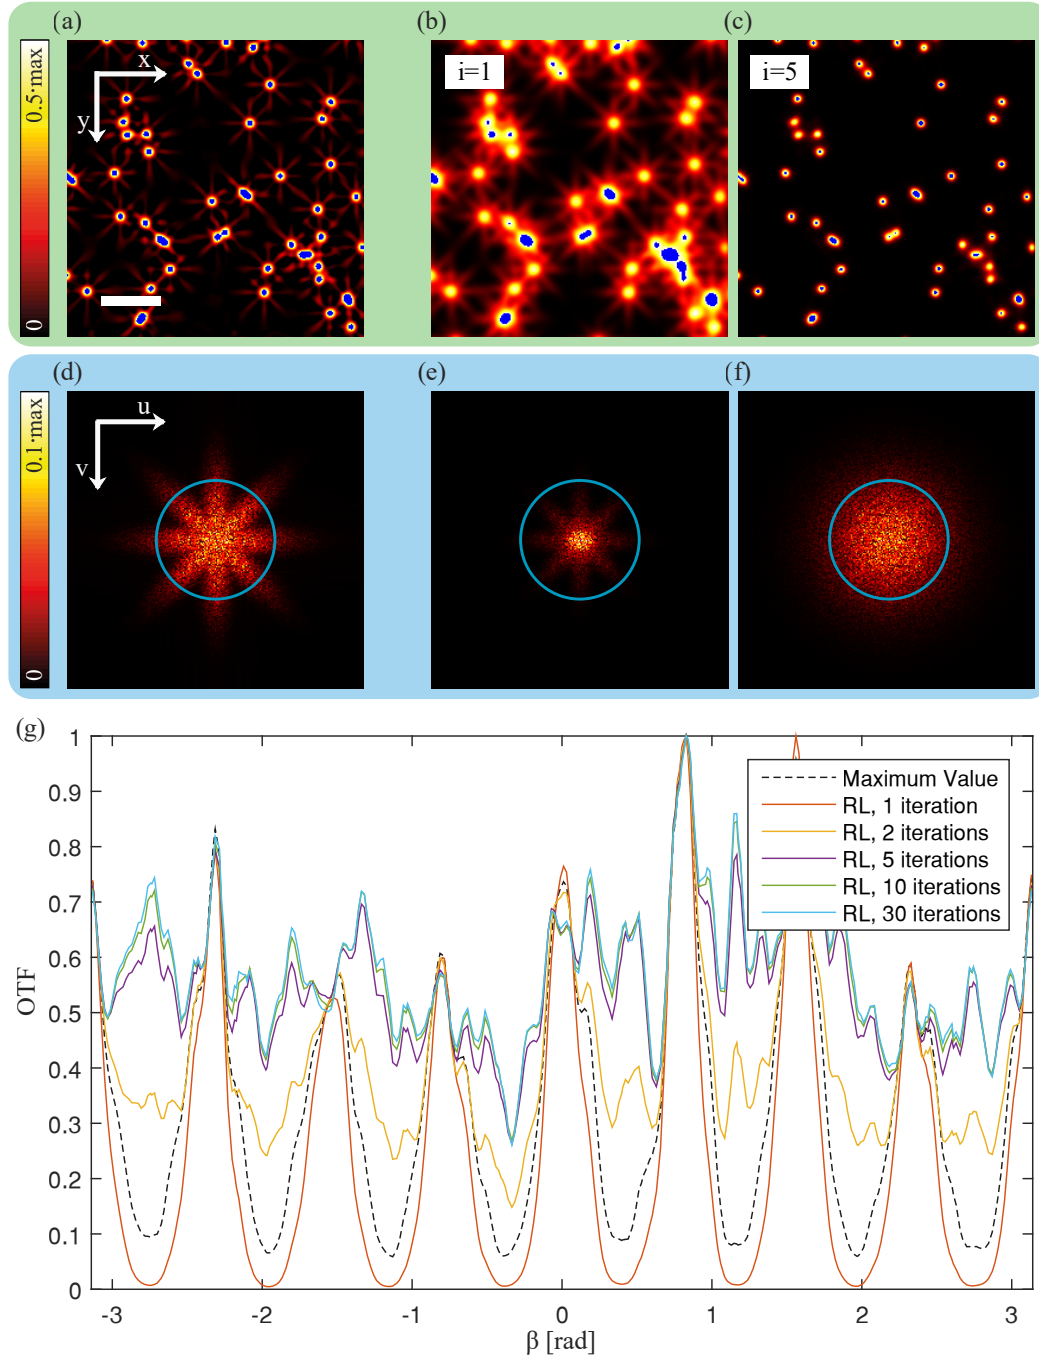 (a)
(b)
(c)
0.5·max
0
x
y
i=1
i=5
(d)
(e)
(f)
0.1·max
0
u
v
(g)
1
0.9
0.8
0.7
0.6
0.5
0.4
0.3
0.2
0.1
0
OTF
Maximum Value
RL, 1 iteration
RL, 2 iterations
RL, 5 iterations
RL, 10 iterations
RL, 30 iterations
-3 -2 -1 0 1 2 3
β [rad]